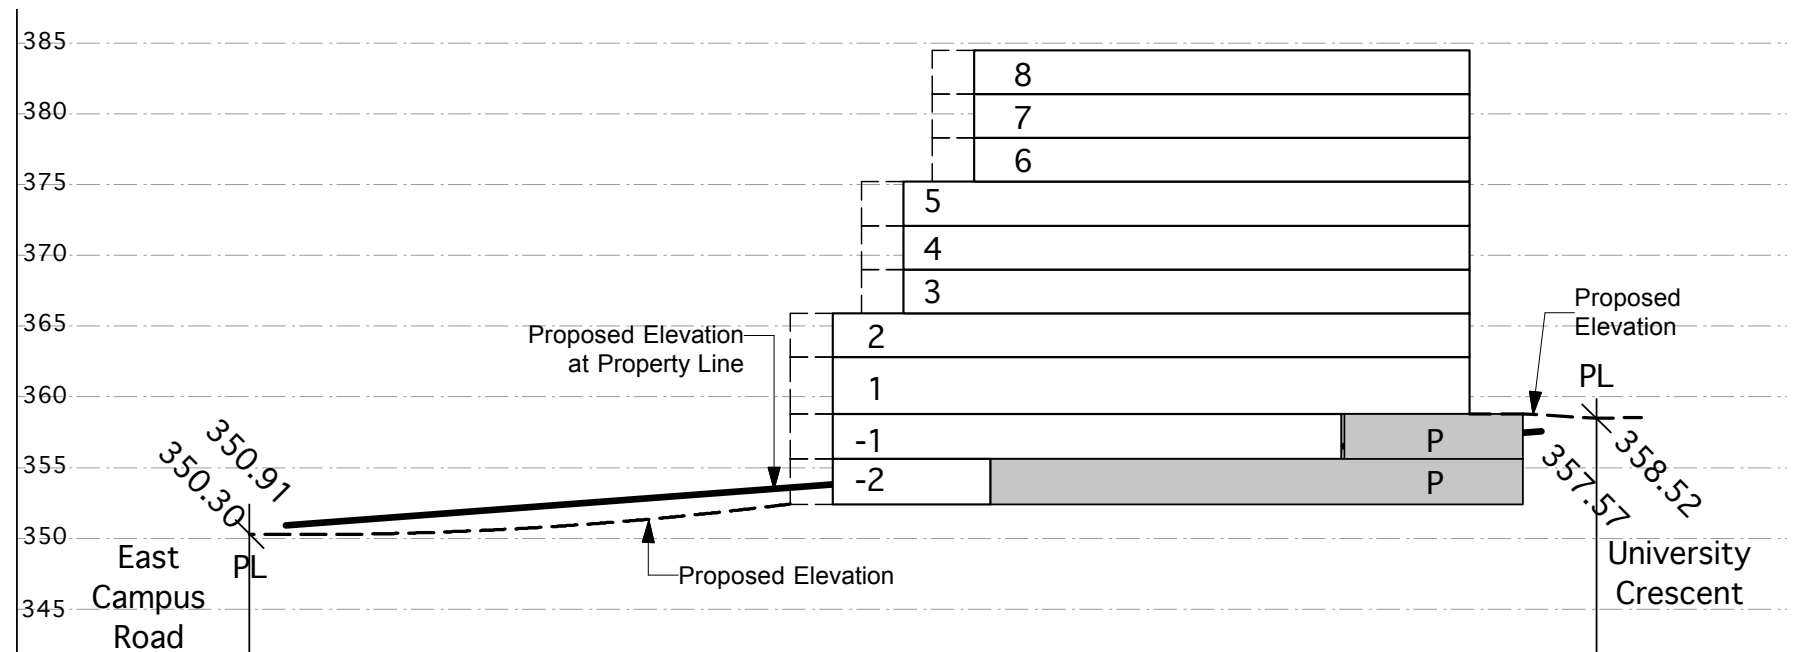 385
8
380
7
6
375
5
4
370
3
Proposed
Elevation
365
Proposed Elevation
at Property Line
2
PL
360
1
-1
P
355
-2
P
350.91
350.30
357.57
358.52
350
East
Campus
Road
PL
Proposed Elevation
University
Crescent
345